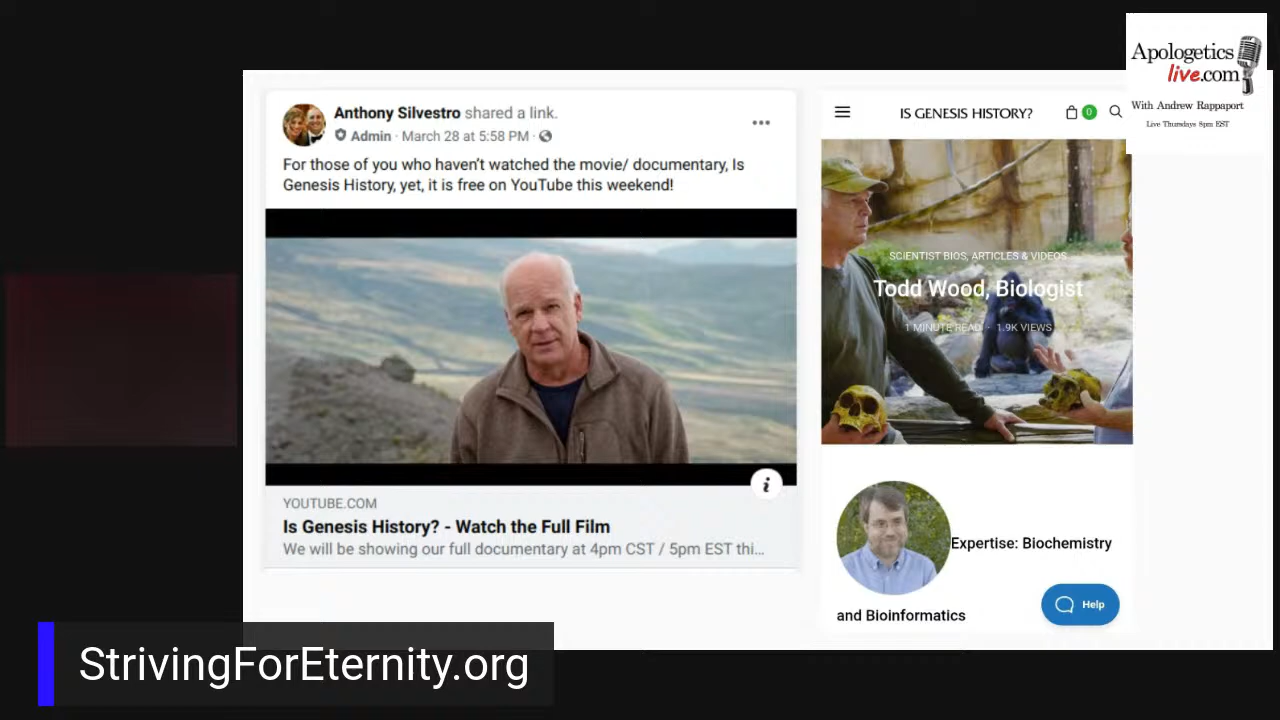 Apologetics
live.com
With Andrew Rappaport
Live Thursdays 8pm EST
Anthony Silvestro shared a link.
Admin · March 28 at 5:58 PM ·
For those of you who haven't watched the movie/ documentary, Is
Genesis History, yet, it is free on YouTube this weekend!
YOUTUBE.COM
Is Genesis History? - Watch the Full Film
We will be showing our full documentary at 4pm CST / 5pm EST thi...
IS GENESIS HISTORY?
0
SCIENTIST BIOS, ARTICLES & VIDEOS
Todd Wood, Biologist
1 MINUTE READ · 1.9K VIEWS
Expertise: Biochemistry
and Bioinformatics
Help
StrivingForEternity.org